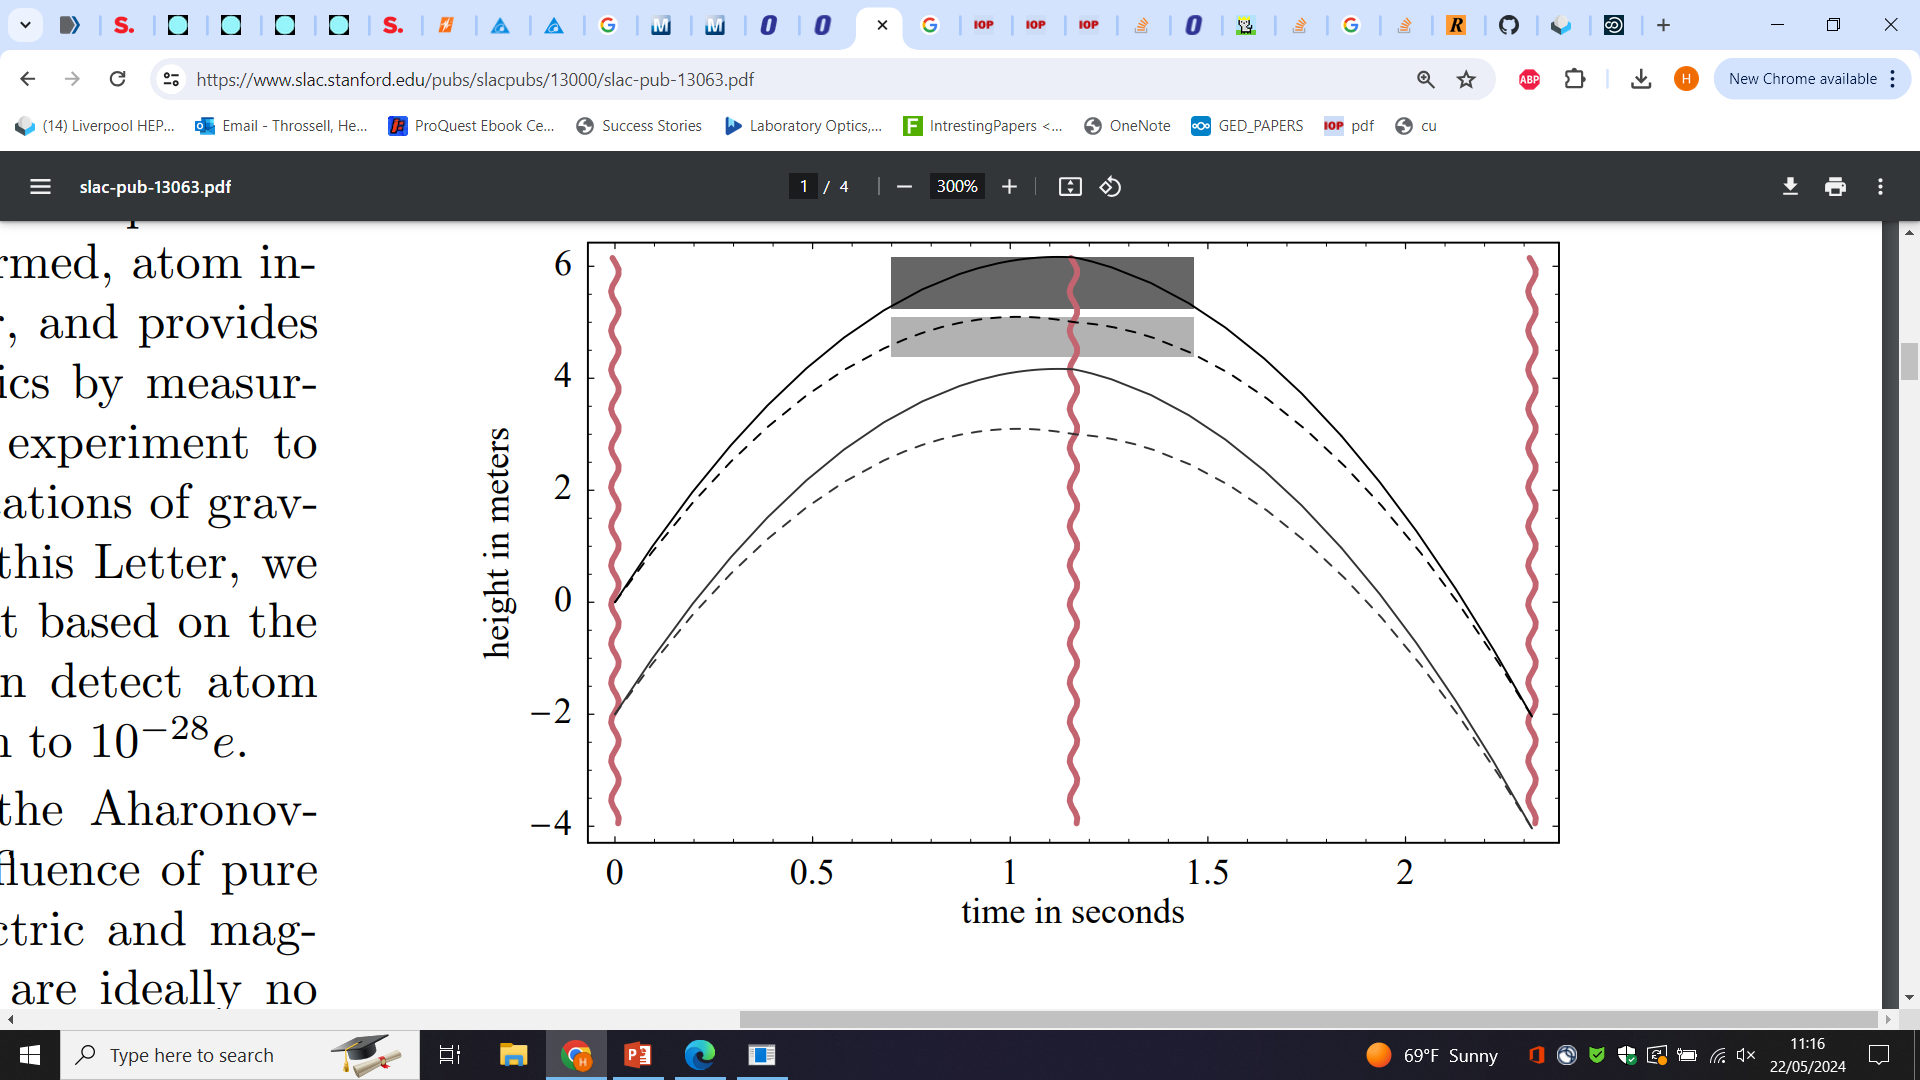 S.
S.
G
M
M
O
O
G
IOP
IOP
IOP
O
G
R
https://www.slac.stanford.edu/pubs/slacpubs/13000/slac-pub-13063.pdf
ABP
H
New Chrome available
(14) Liverpool HEP...
Email - Throssell, He...
ProQuest Ebook Ce...
Success Stories
Laboratory Optics,...
F IntrestingPapers <...
OneNote
GED_PAPERS
IOP pdf
cu
slac-pub-13063.pdf
1 / 4
300%
rmed, atom in-
r, and provides
ics by measur-
experiment to
ations of grav-
this Letter, we
t based on the
n detect atom
n to 10⁻²⁸e.
the Aharonov-
fluence of pure
ctric and mag-
are ideally no
6
4
2
0
−2
−4
height in meters
0 0.5 1 1.5 2
time in seconds
Type here to search
69°F Sunny
11:16
22/05/2024